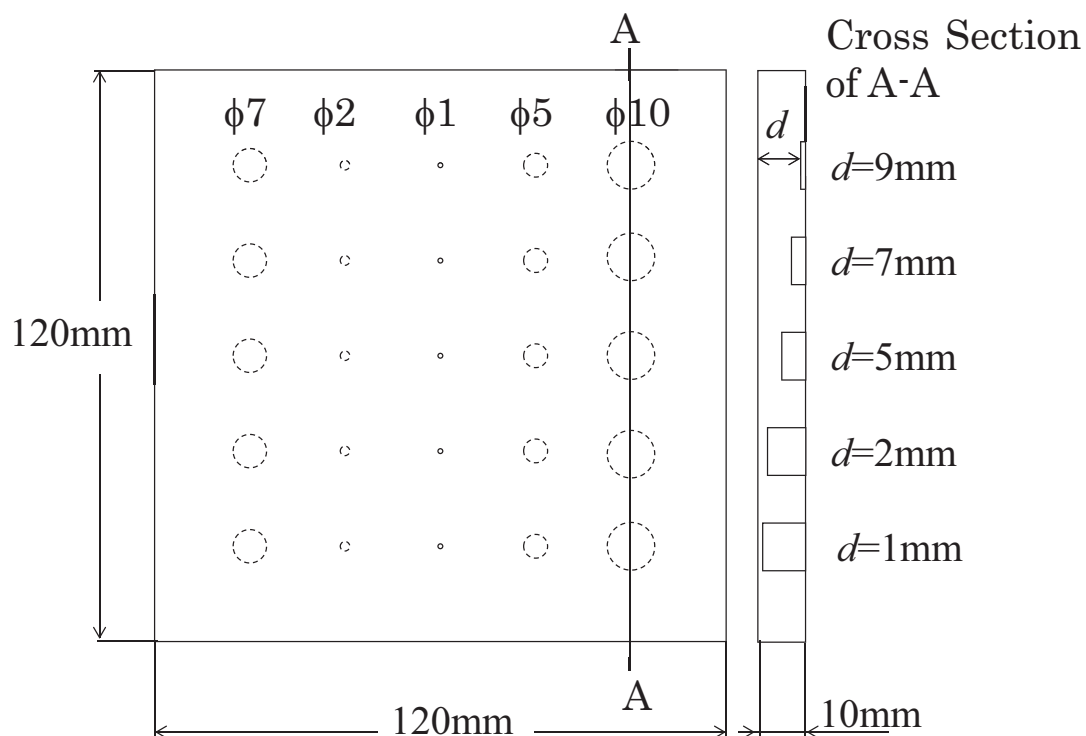 A
Cross Section
of A-A
φ7 φ2 φ1 φ5 φ10
d
d=9mm
d=7mm
120mm
d=5mm
d=2mm
d=1mm
A
120mm
10mm